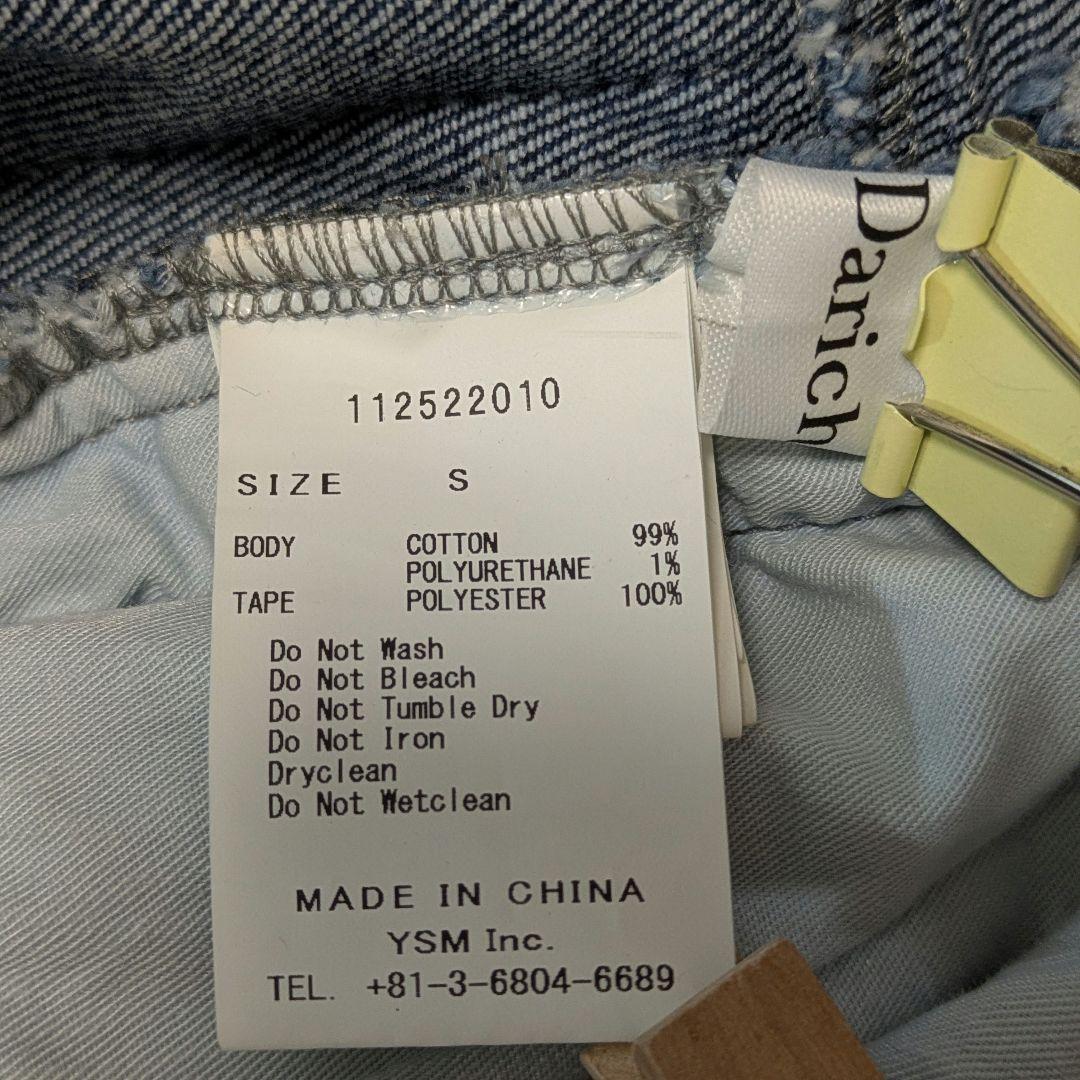 112522010
SIZE S
BODY COTTON 99%
POLYURETHANE 1%
TAPE POLYESTER 100%
Do Not Wash
Do Not Bleach
Do Not Tumble Dry
Do Not Iron
Dryclean
Do Not Wetclean
MADE IN CHINA
YSM Inc.
TEL. +81-3-6804-6689
Darich